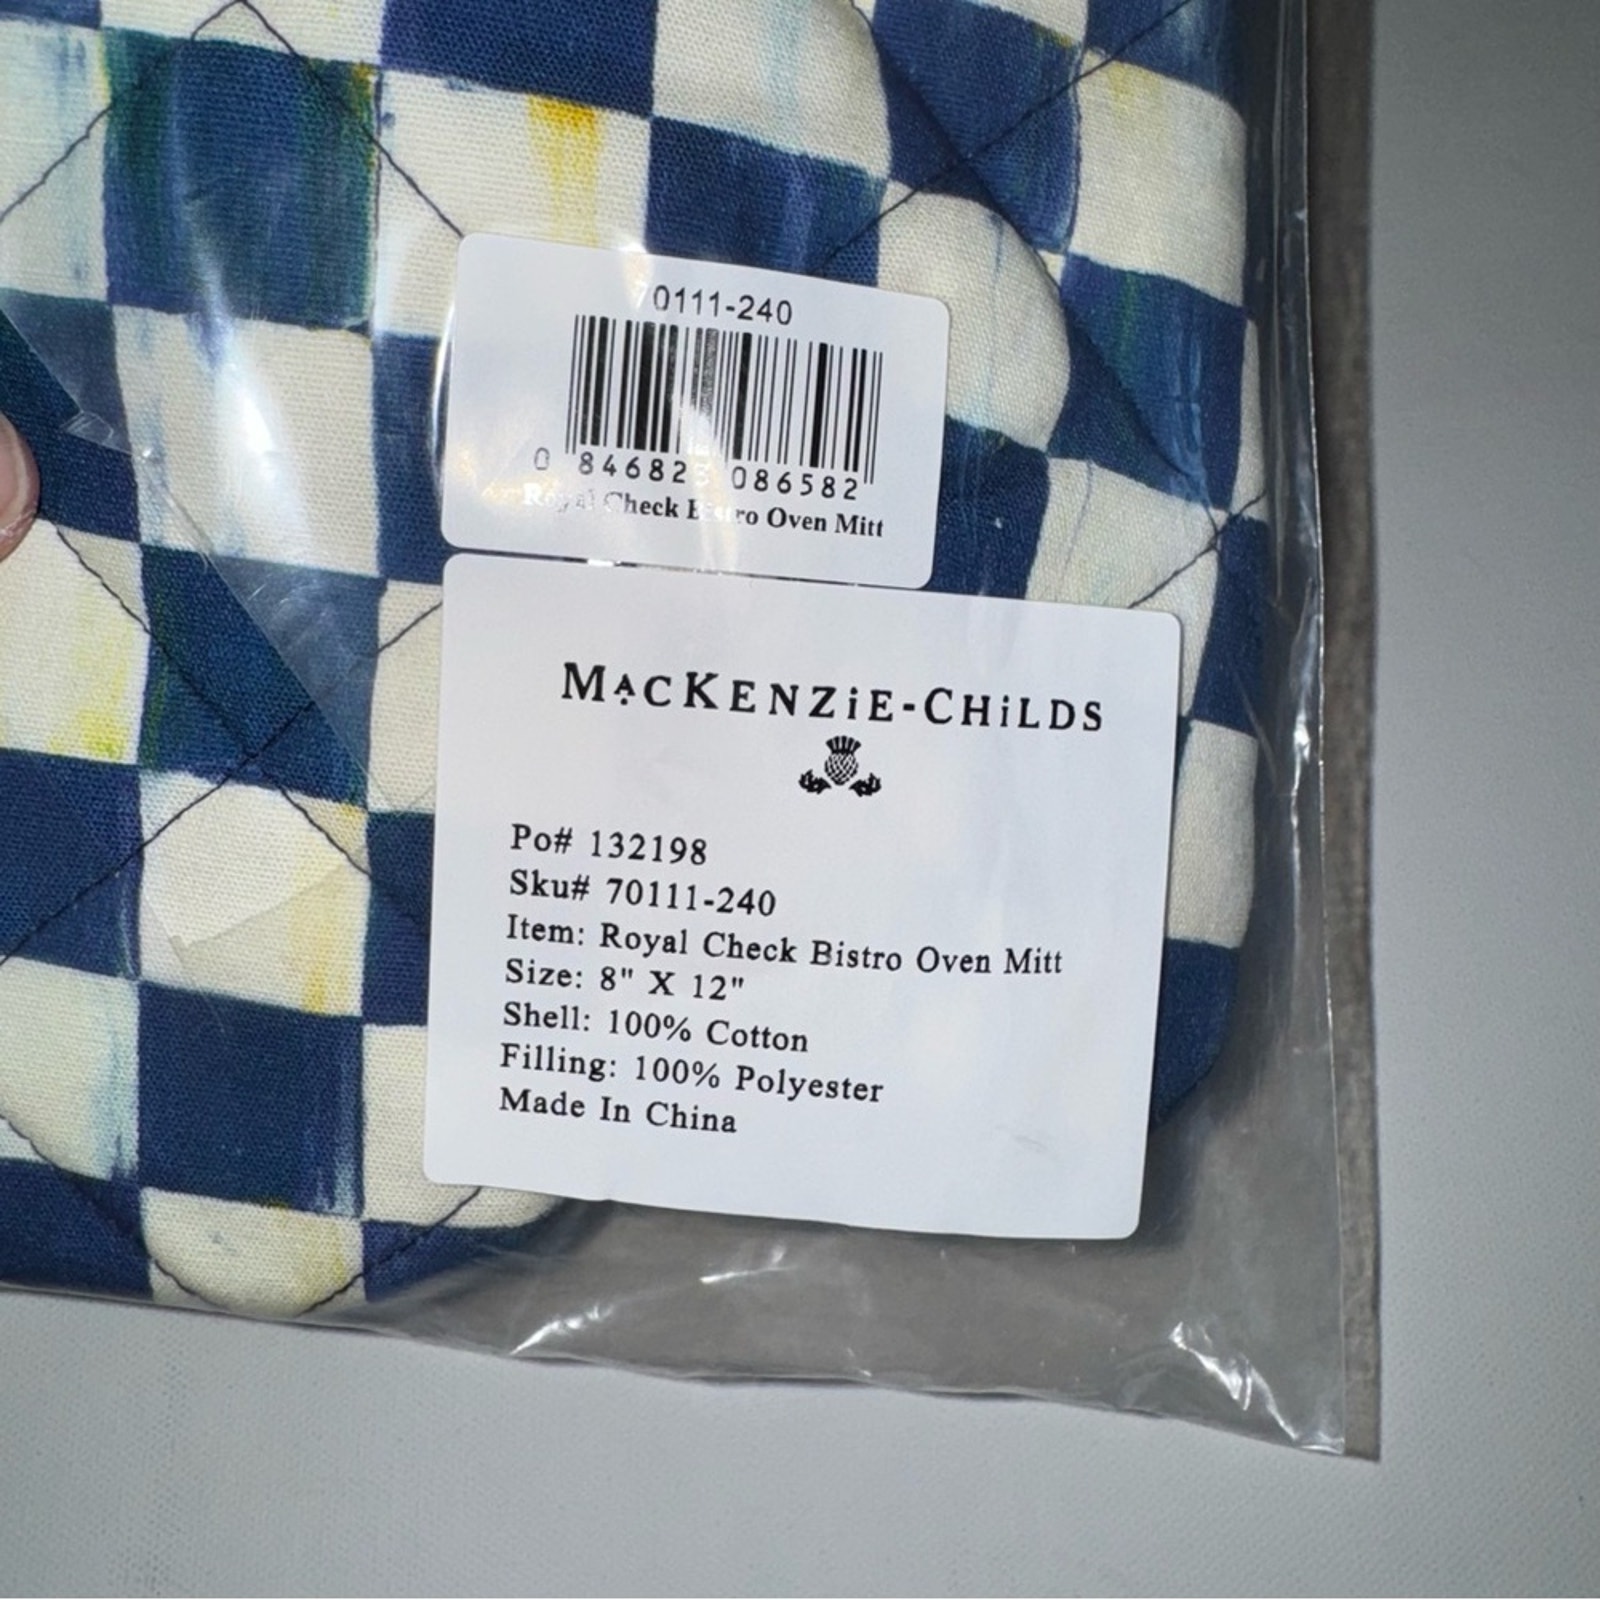 70111-240
0 84682 086582
Royal Check Bistro Oven Mitt
MACKENZiE-CHiLDS
Po# 132198
Sku# 70111-240
Item: Royal Check Bistro Oven Mitt
Size: 8" X 12"
Shell: 100% Cotton
Filling: 100% Polyester
Made In China